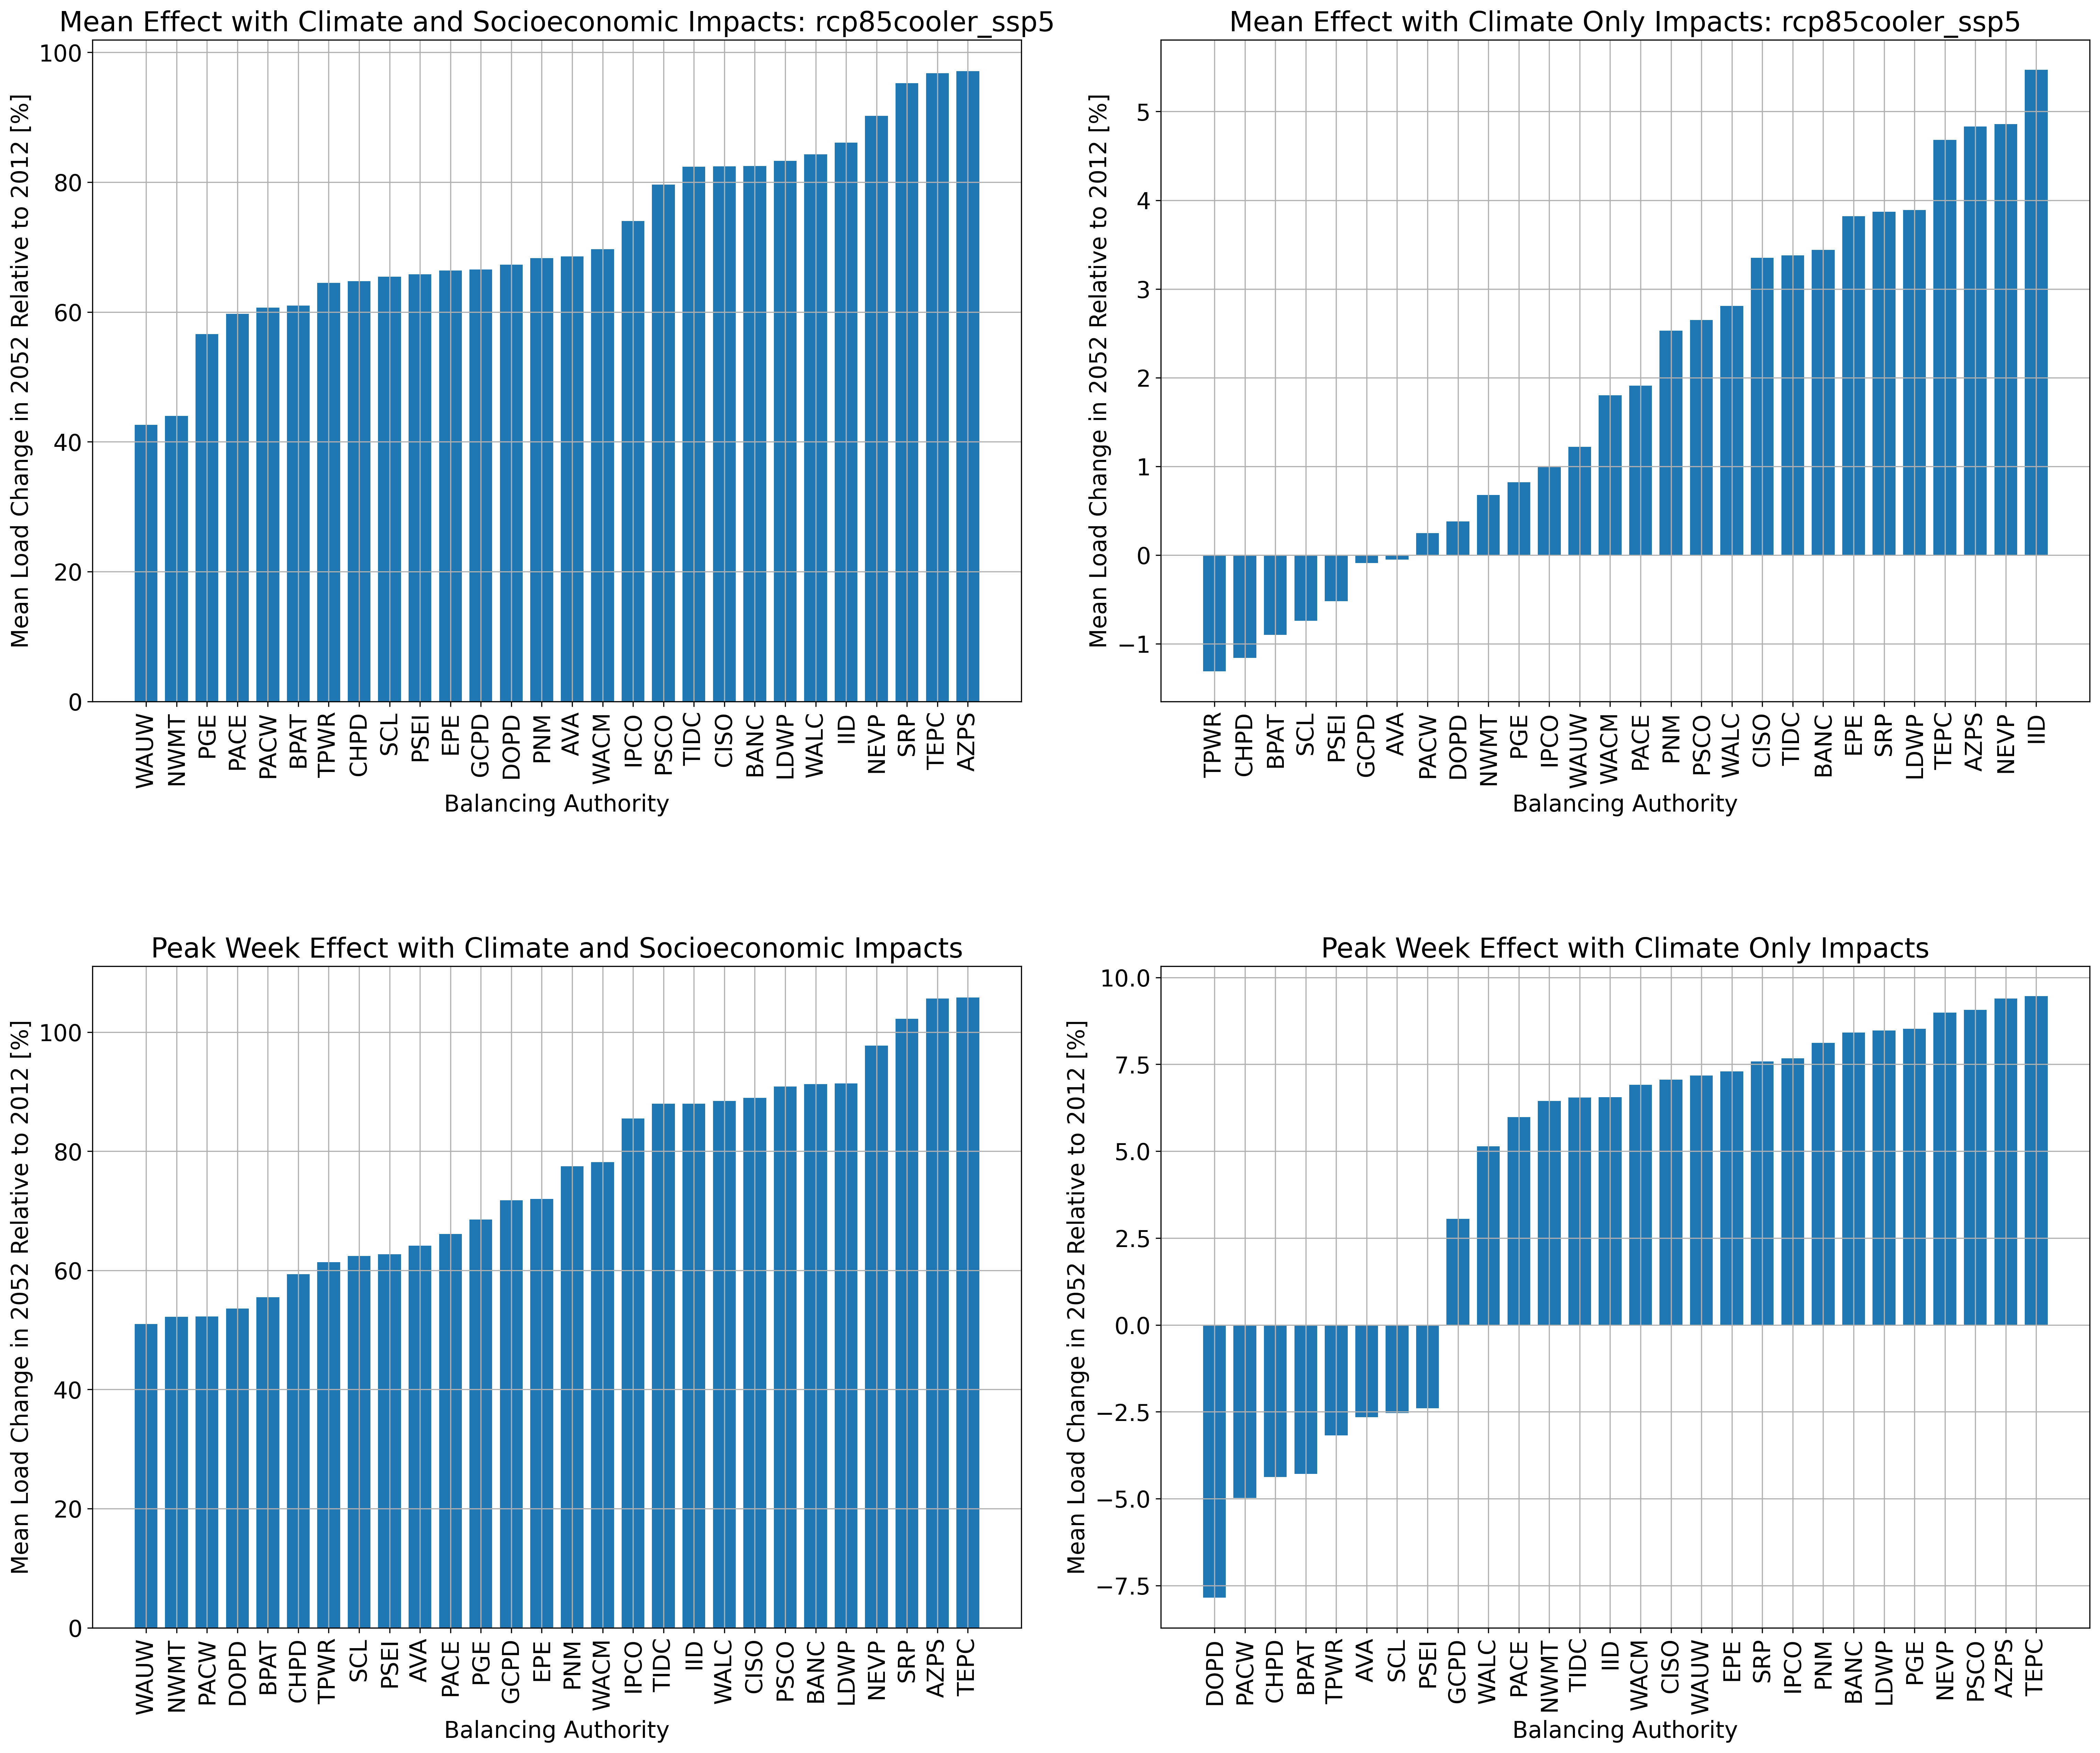 Mean Effect with Climate and Socioeconomic Impacts: rcp85cooler_ssp5
Mean Load Change in 2052 Relative to 2012 [%]
100
80
60
40
20
0
WAUW NWMT PGE PACE PACW BPAT TPWR CHPD SCL PSEI EPE GCPD DOPD PNM AVA WACM IPCO PSCO TIDC CISO BANC LDWP WALC IID NEVP SRP TEPC AZPS
Balancing Authority
Mean Effect with Climate Only Impacts: rcp85cooler_ssp5
Mean Load Change in 2052 Relative to 2012 [%]
5
4
3
2
1
0
−1
TPWR CHPD BPAT SCL PSEI GCPD AVA PACW DOPD NWMT PGE IPCO WAUW WACM PACE PNM PSCO WALC CISO TIDC BANC EPE SRP LDWP TEPC AZPS NEVP IID
Balancing Authority
Peak Week Effect with Climate and Socioeconomic Impacts
Mean Load Change in 2052 Relative to 2012 [%]
100
80
60
40
20
0
WAUW NWMT PACW DOPD BPAT CHPD TPWR SCL PSEI AVA PACE PGE GCPD EPE PNM WACM IPCO TIDC IID WALC CISO PSCO BANC LDWP NEVP SRP AZPS TEPC
Balancing Authority
Peak Week Effect with Climate Only Impacts
Mean Load Change in 2052 Relative to 2012 [%]
10.0
7.5
5.0
2.5
0.0
−2.5
−5.0
−7.5
DOPD PACW CHPD BPAT TPWR AVA SCL PSEI GCPD WALC PACE NWMT TIDC IID WACM CISO WAUW EPE SRP IPCO PNM BANC LDWP PGE NEVP PSCO AZPS TEPC
Balancing Authority